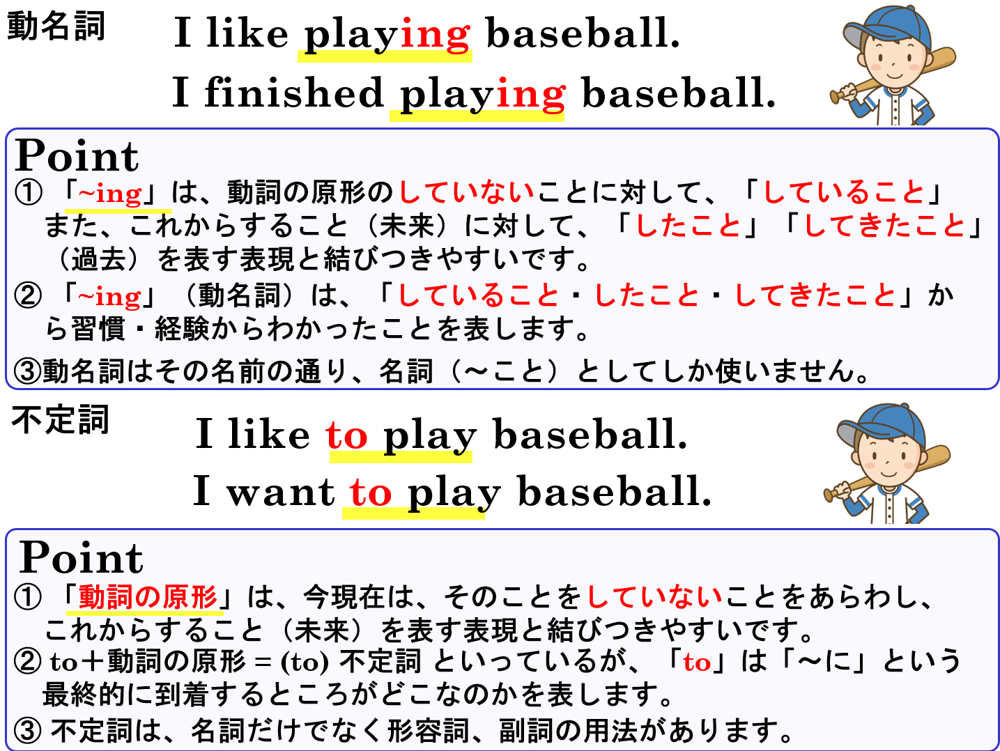 動名詞
I like playing baseball.
I finished playing baseball.
Point
① 「~ing」は、動詞の原形のしていないことに対して、「していること」
また、これからすること（未来）に対して、「したこと」「してきたこと」
（過去）を表す表現と結びつきやすいです。
② 「~ing」（動名詞）は、「していること・したこと・してきたこと」か
ら習慣・経験からわかったことを表します。
③動名詞はその名前の通り、名詞（～こと）としてしか使いません。
不定詞
I like to play baseball.
I want to play baseball.
Point
① 「動詞の原形」は、今現在は、そのことをしていないことをあらわし、
これからすること（未来）を表す表現と結びつきやすいです。
② to＋動詞の原形 = (to) 不定詞 といっているが、「to」は「～に」という
最終的に到着するところがどこなのかを表します。
③ 不定詞は、名詞だけでなく形容詞、副詞の用法があります。